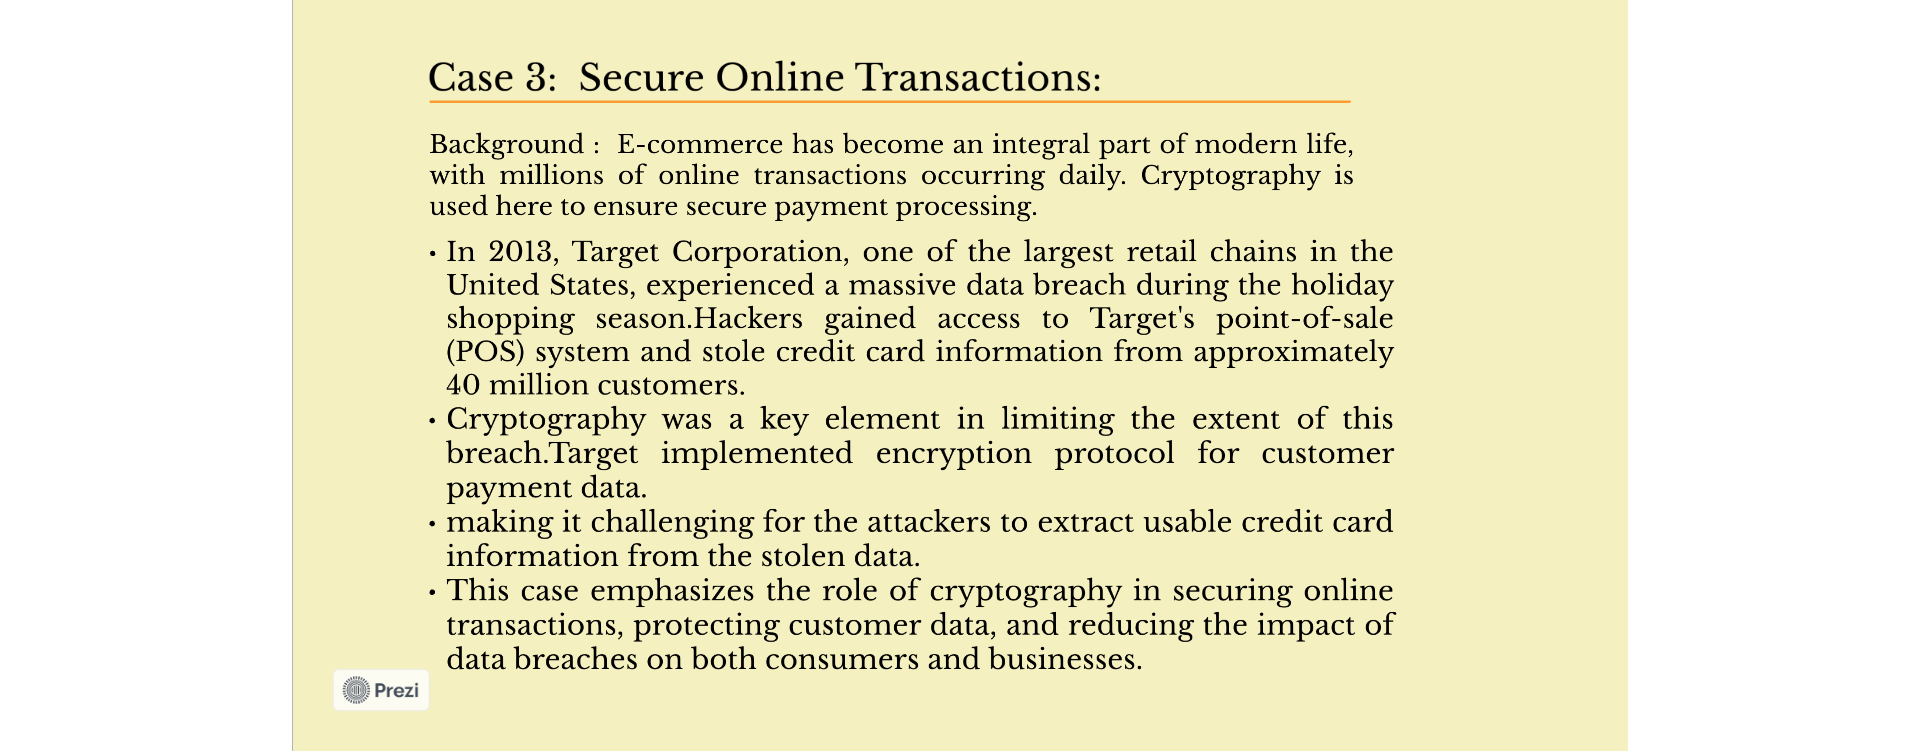 Case 3:  Secure Online Transactions:
Background :  E-commerce has become an integral part of modern life,
with millions of online transactions occurring daily. Cryptography is
used here to ensure secure payment processing.
• In 2013, Target Corporation, one of the largest retail chains in the
United States, experienced a massive data breach during the holiday
shopping season.Hackers gained access to Target's point-of-sale
(POS) system and stole credit card information from approximately
40 million customers.
• Cryptography was a key element in limiting the extent of this
breach.Target implemented encryption protocol for customer
payment data.
• making it challenging for the attackers to extract usable credit card
information from the stolen data.
• This case emphasizes the role of cryptography in securing online
transactions, protecting customer data, and reducing the impact of
data breaches on both consumers and businesses.
Prezi